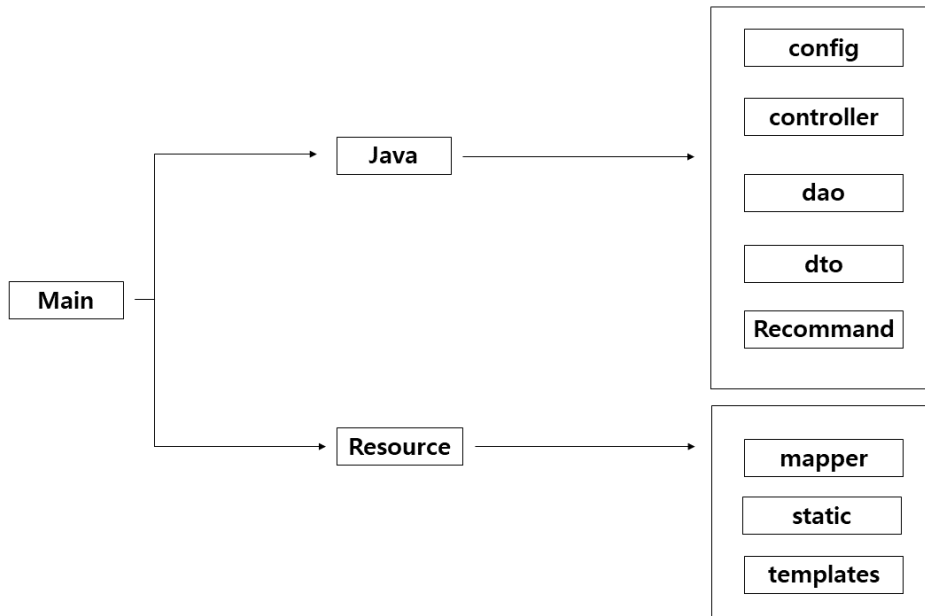 config
controller
Java
dao
dto
Main
Recommand
Resource
mapper
static
templates